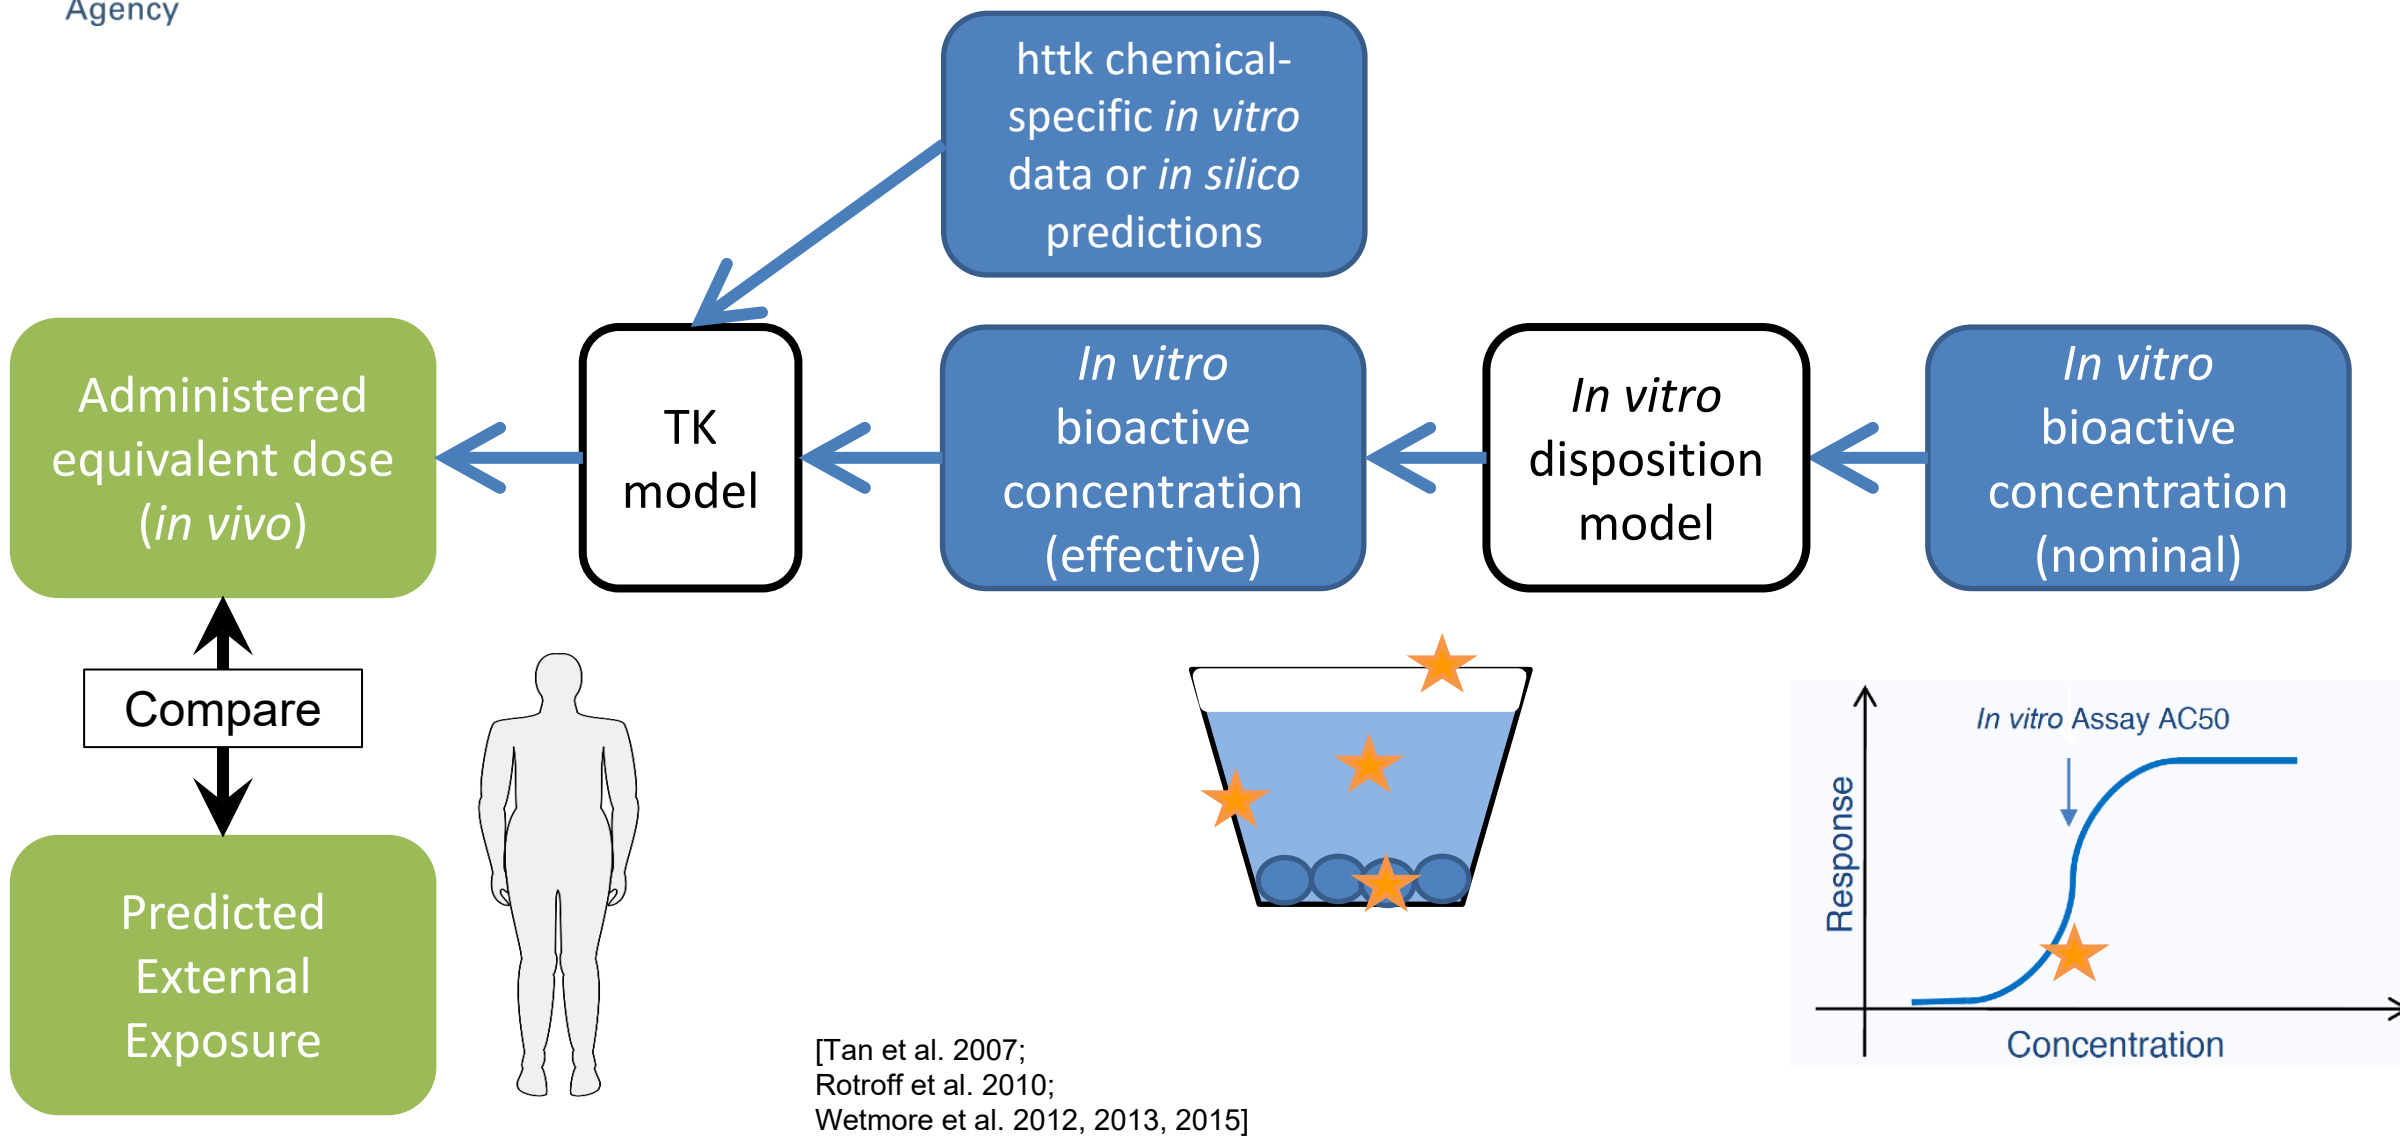 Agency
httk chemical-
specific in vitro
data or in silico
predictions
Administered
equivalent dose
(in vivo)
TK
model
In vitro
bioactive
concentration
(effective)
In vitro
disposition
model
In vitro
bioactive
concentration
(nominal)
Compare
Predicted
External
Exposure
In vitro Assay AC50
Response
Concentration
[Tan et al. 2007;
Rotroff et al. 2010;
Wetmore et al. 2012, 2013, 2015]